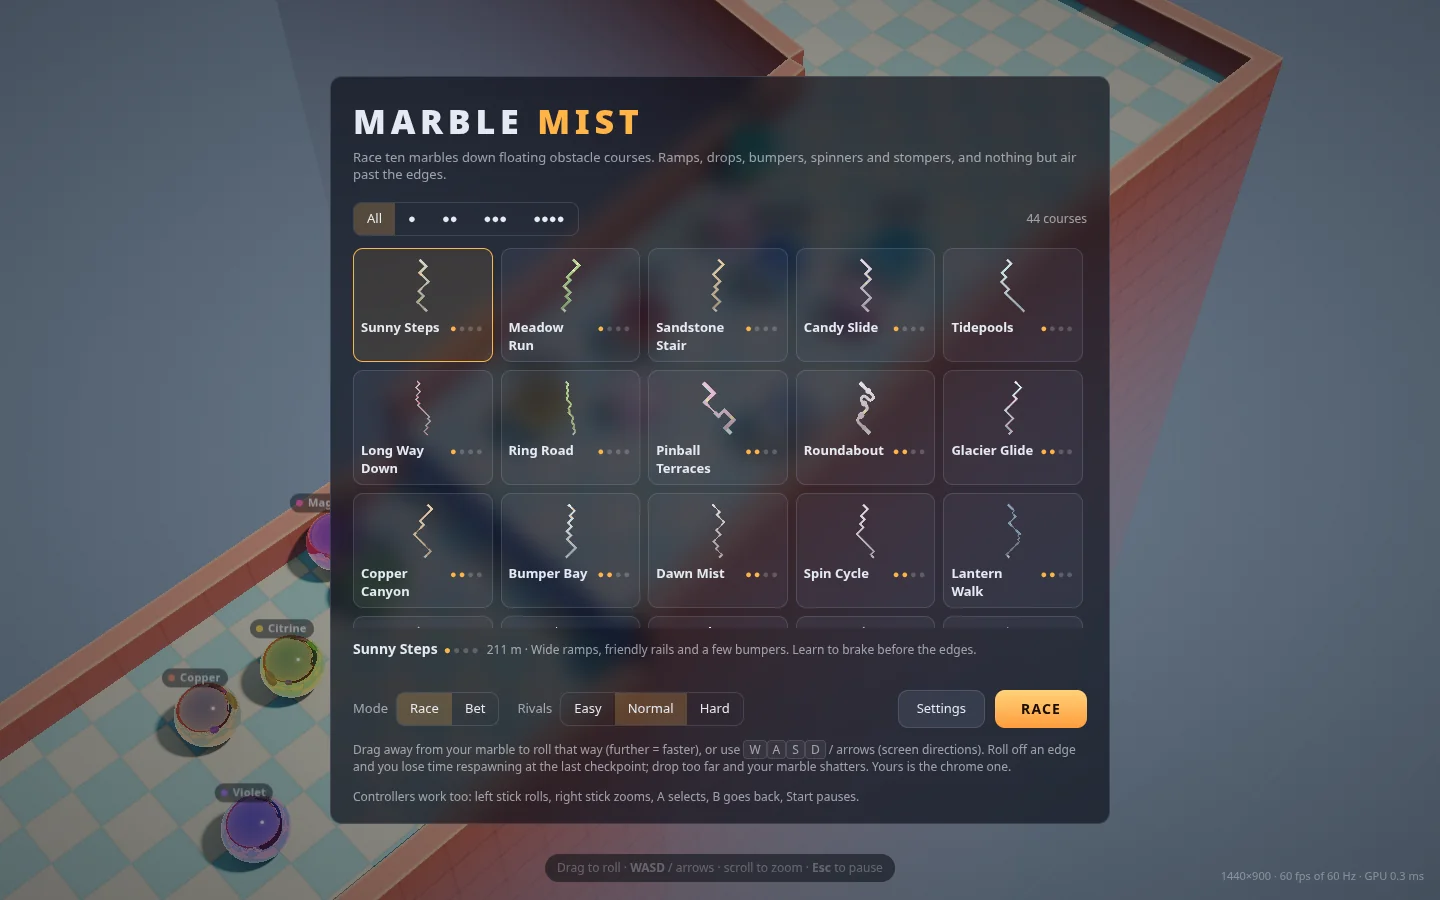 MARBLE MIST
Race ten marbles down floating obstacle courses. Ramps, drops, bumpers, spinners and stompers, and nothing but air
past the edges.
All
44 courses
Sunny Steps
Meadow
Run
Sandstone
Stair
Candy Slide
Tidepools
Long Way
Down
Ring Road
Pinball
Terraces
Roundabout
Glacier Glide
Copper
Canyon
Bumper Bay
Dawn Mist
Spin Cycle
Lantern
Walk
Mag
Citrine
Copper
Violet
Sunny Steps 211 m · Wide ramps, friendly rails and a few bumpers. Learn to brake before the edges.
Mode Race Bet Rivals Easy Normal Hard Settings RACE
Drag away from your marble to roll that way (further = faster), or use W A S D / arrows (screen directions). Roll off an edge
and you lose time respawning at the last checkpoint; drop too far and your marble shatters. Yours is the chrome one.
Controllers work too: left stick rolls, right stick zooms, A selects, B goes back, Start pauses.
Drag to roll · WASD / arrows · scroll to zoom · Esc to pause
1440×900 · 60 fps of 60 Hz · GPU 0.3 ms